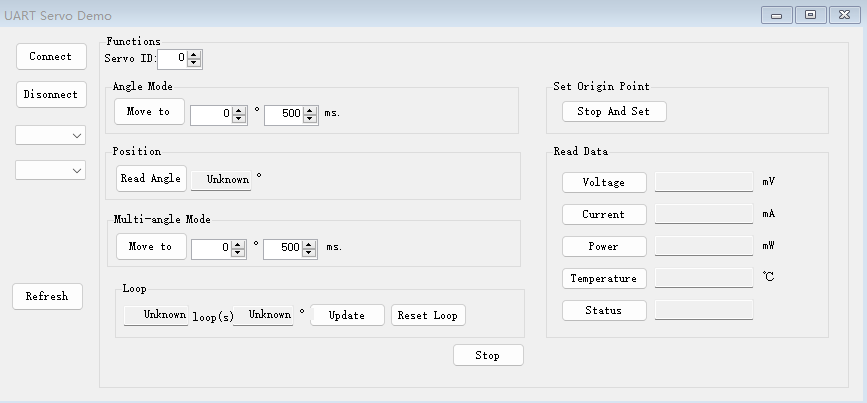 UART Servo Demo
Functions
Connect
Servo ID: 0
Disonnect
Angle Mode
Move to 0 ° 500 ms.
Set Origin Point
Stop And Set
Position
Read Angle Unknown °
Read Data
Voltage mV
Current mA
Power mW
Temperature ℃
Status
Multi-angle Mode
Move to 0 ° 500 ms.
Refresh
Loop
Unknown loop(s) Unknown ° Update Reset Loop
Stop